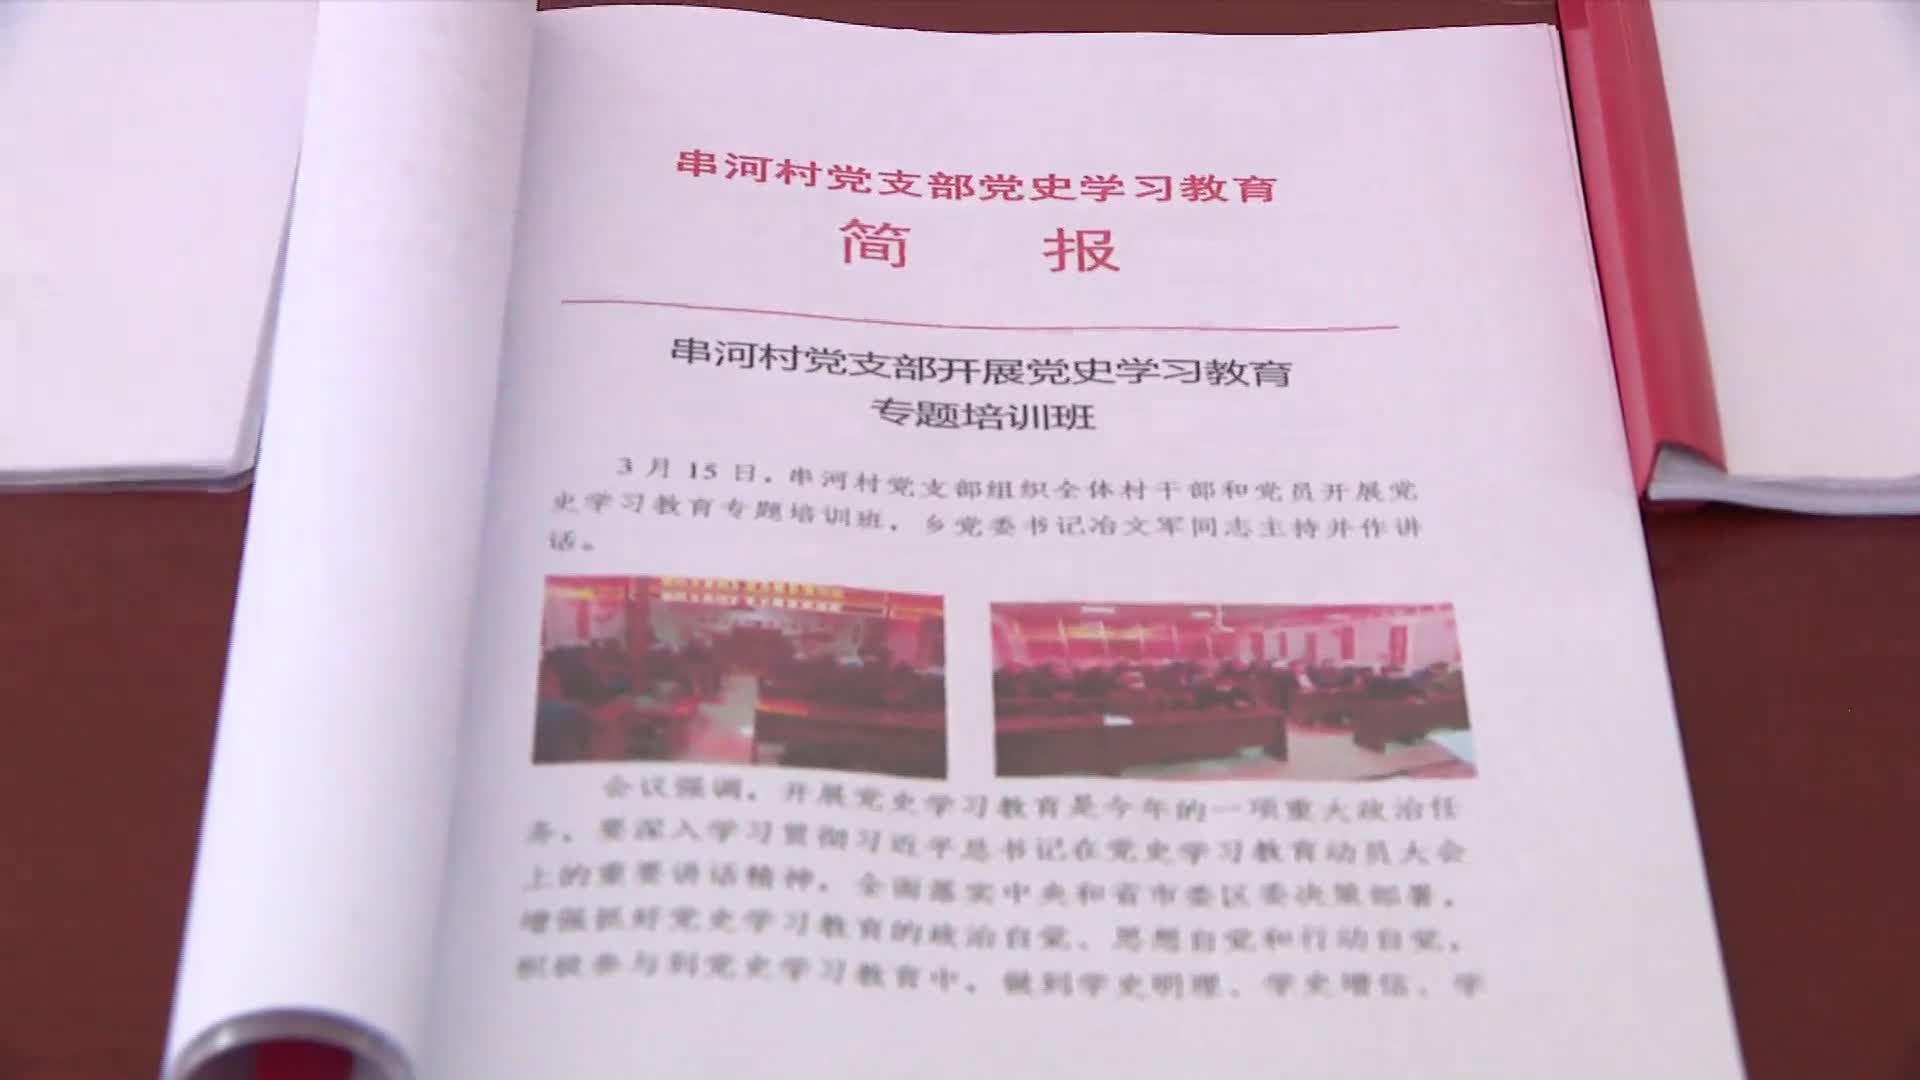 串河村党支部党史学习教育
简 报
串河村党支部开展党史学习教育
专题培训班
3 月 15 日，串河村党支部组织全体村干部和党员开展党
史学习教育专题培训班，乡党委书记冶文军同志主持并作讲
话。
会议强调，开展党史学习教育是今年的一项重大政治任
务，要深入学习贯彻习近平总书记在党史学习教育动员大会
上的重要讲话精神，全面落实中央和省市委区委决策部署，
增强抓好党史学习教育的政治自觉、思想自觉和行动自觉，
积极参与到党史学习教育中，做到学史明理、学史增信、学